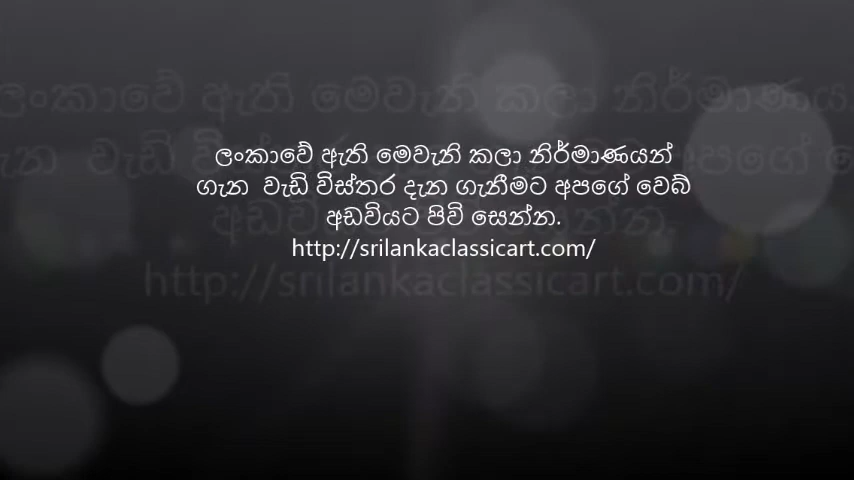 ලංකාවේ ඇති මෙවැනි කලා නිර්මාණයන්
ගැන වැඩි විස්තර දැන ගැනීමට අපගේ වෙබ්
අඩවියට පිවි සෙන්න.
http://srilankaclassicart.com/